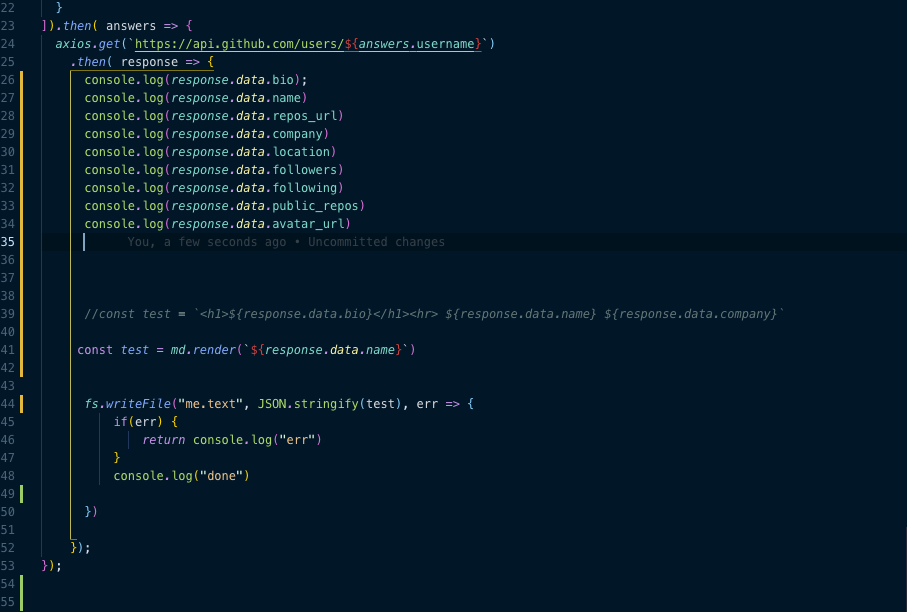 22 }
23 ]).then( answers => {
24 axios.get(`https://api.github.com/users/${answers.username}`)
25 .then( response => {
26 console.log(response.data.bio);
27 console.log(response.data.name)
28 console.log(response.data.repos_url)
29 console.log(response.data.company)
30 console.log(response.data.location)
31 console.log(response.data.followers)
32 console.log(response.data.following)
33 console.log(response.data.public_repos)
34 console.log(response.data.avatar_url)
35 You, a few seconds ago • Uncommitted changes
36
37
38
39 //const test = `<h1>${response.data.bio}</h1><hr> ${response.data.name} ${response.data.company}`
40
41 const test = md.render(`${response.data.name}`)
42
43
44 fs.writeFile("me.text", JSON.stringify(test), err => {
45 if(err) {
46 return console.log("err")
47 }
48 console.log("done")
49
50 })
51
52 });
53 });
54
55